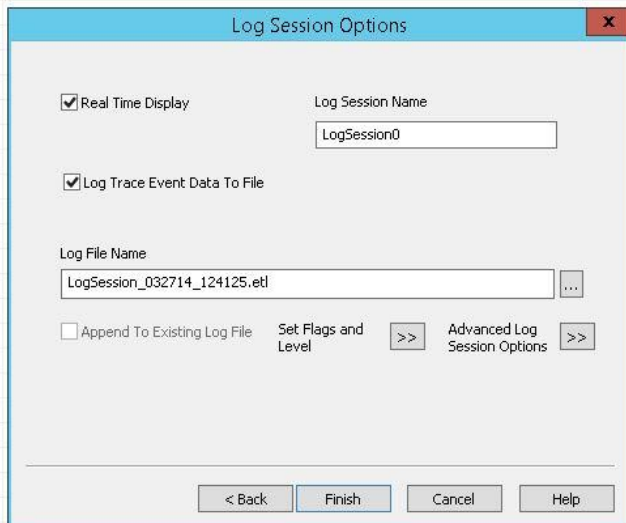 Log Session Options
x
Real Time Display
Log Session Name
LogSession0
Log Trace Event Data To File
Log File Name
LogSession_032714_124125.etl
...
Append To Existing Log File
Set Flags and
Level
>>
Advanced Log
Session Options
>>
< Back
Finish
Cancel
Help